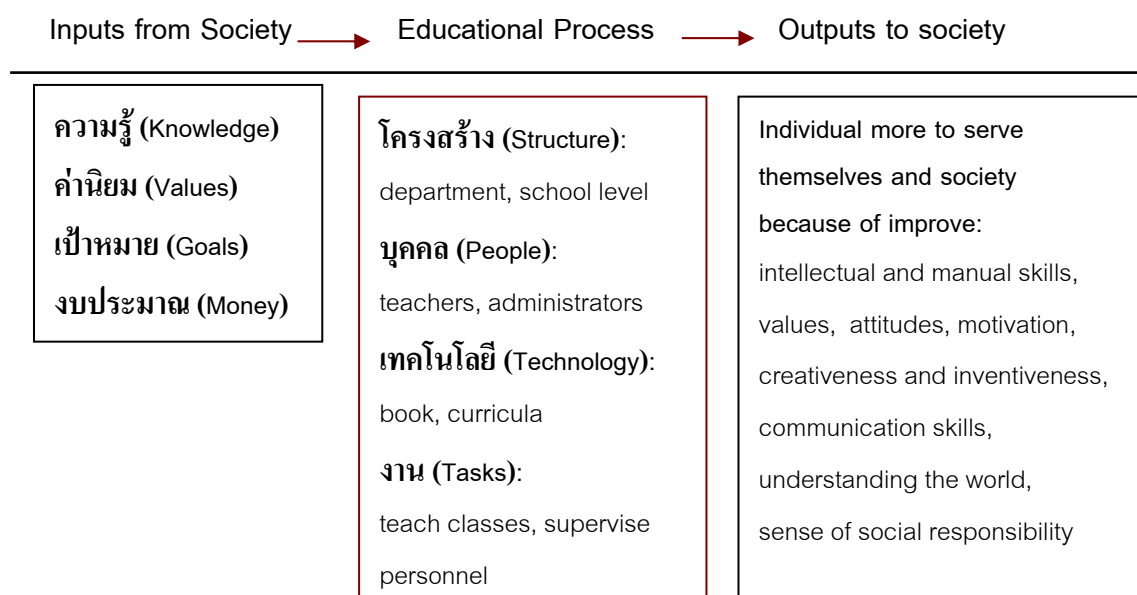 Inputs from Society Educational Process Outputs to society
ความรู้ (Knowledge)
ค่านิยม (Values)
เป้าหมาย (Goals)
งบประมาณ (Money)
โครงสร้าง (Structure):
department, school level
บุคคล (People):
teachers, administrators
เทคโนโลยี (Technology):
book, curricula
งาน (Tasks):
teach classes, supervise
personnel
Individual more to serve
themselves and society
because of improve:
intellectual and manual skills,
values, attitudes, motivation,
creativeness and inventiveness,
communication skills,
understanding the world,
sense of social responsibility